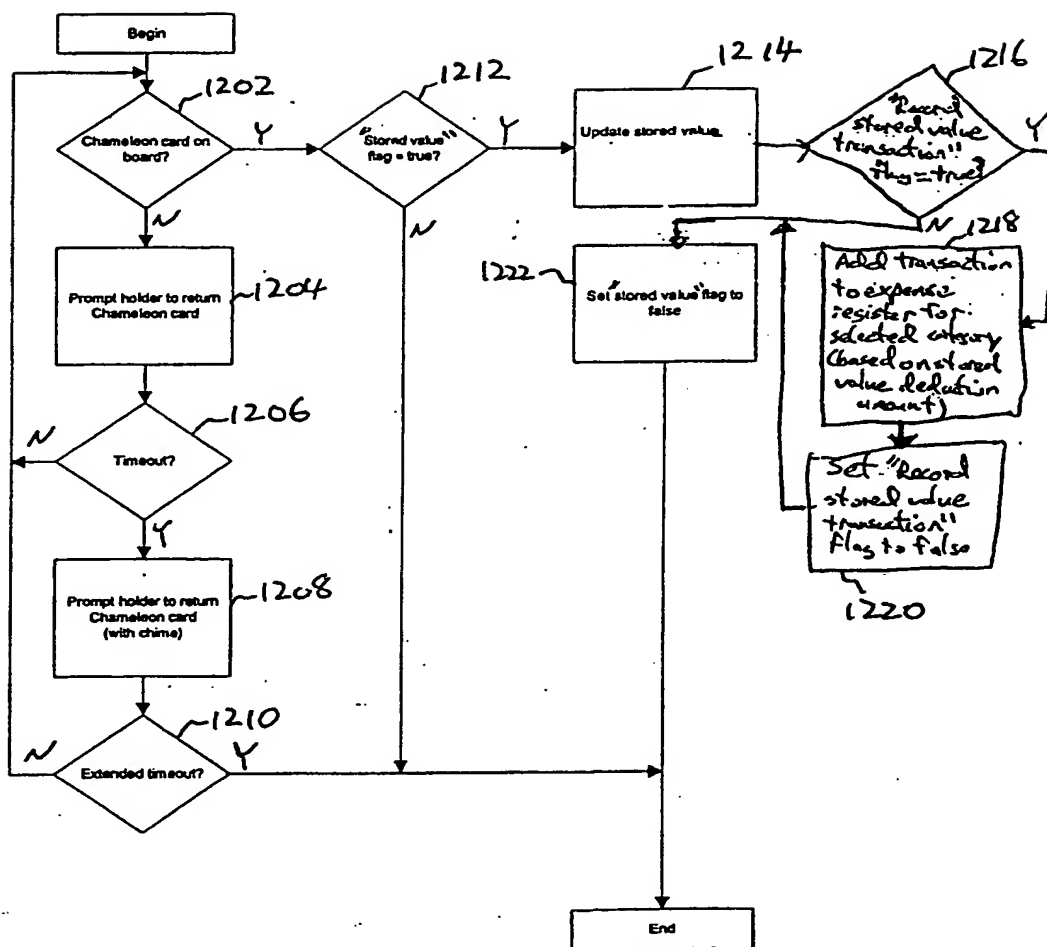 Begin
1202
Chameleon card on
board?
Y
N
1212
"Stored value"
flag = true?
Y
N
1214
Update stored value.
1216
"Record
stored value
transaction"
flag = true?
Y
N
1204
Prompt holder to return
Chameleon card
1222
Set "stored value" flag to
false
1218
Add transaction
to expense
register for
selected category
(based on stored
value deduction
amount)
1206
Timeout?
N
Y
Set "Record
stored value
transaction"
flag to false
1220
1208
Prompt holder to return
Chameleon card
(with chime)
1210
Extended timeout?
N
Y
End